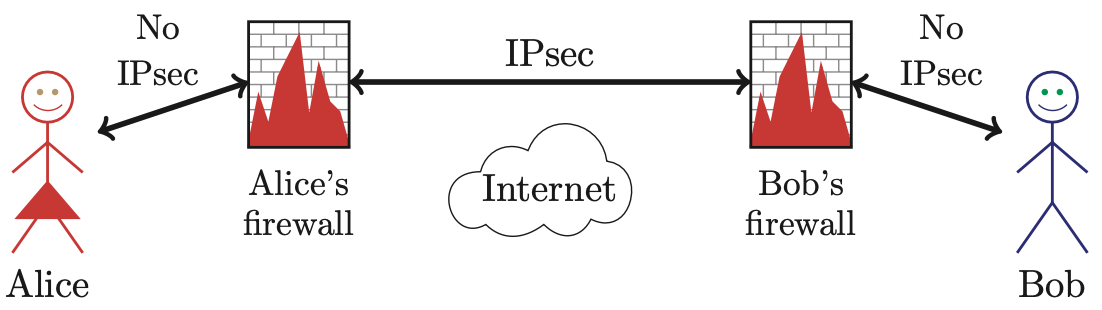 No
IPsec
IPsec
No
IPsec
Alice's
firewall
Internet
Bob's
firewall
Alice
Bob